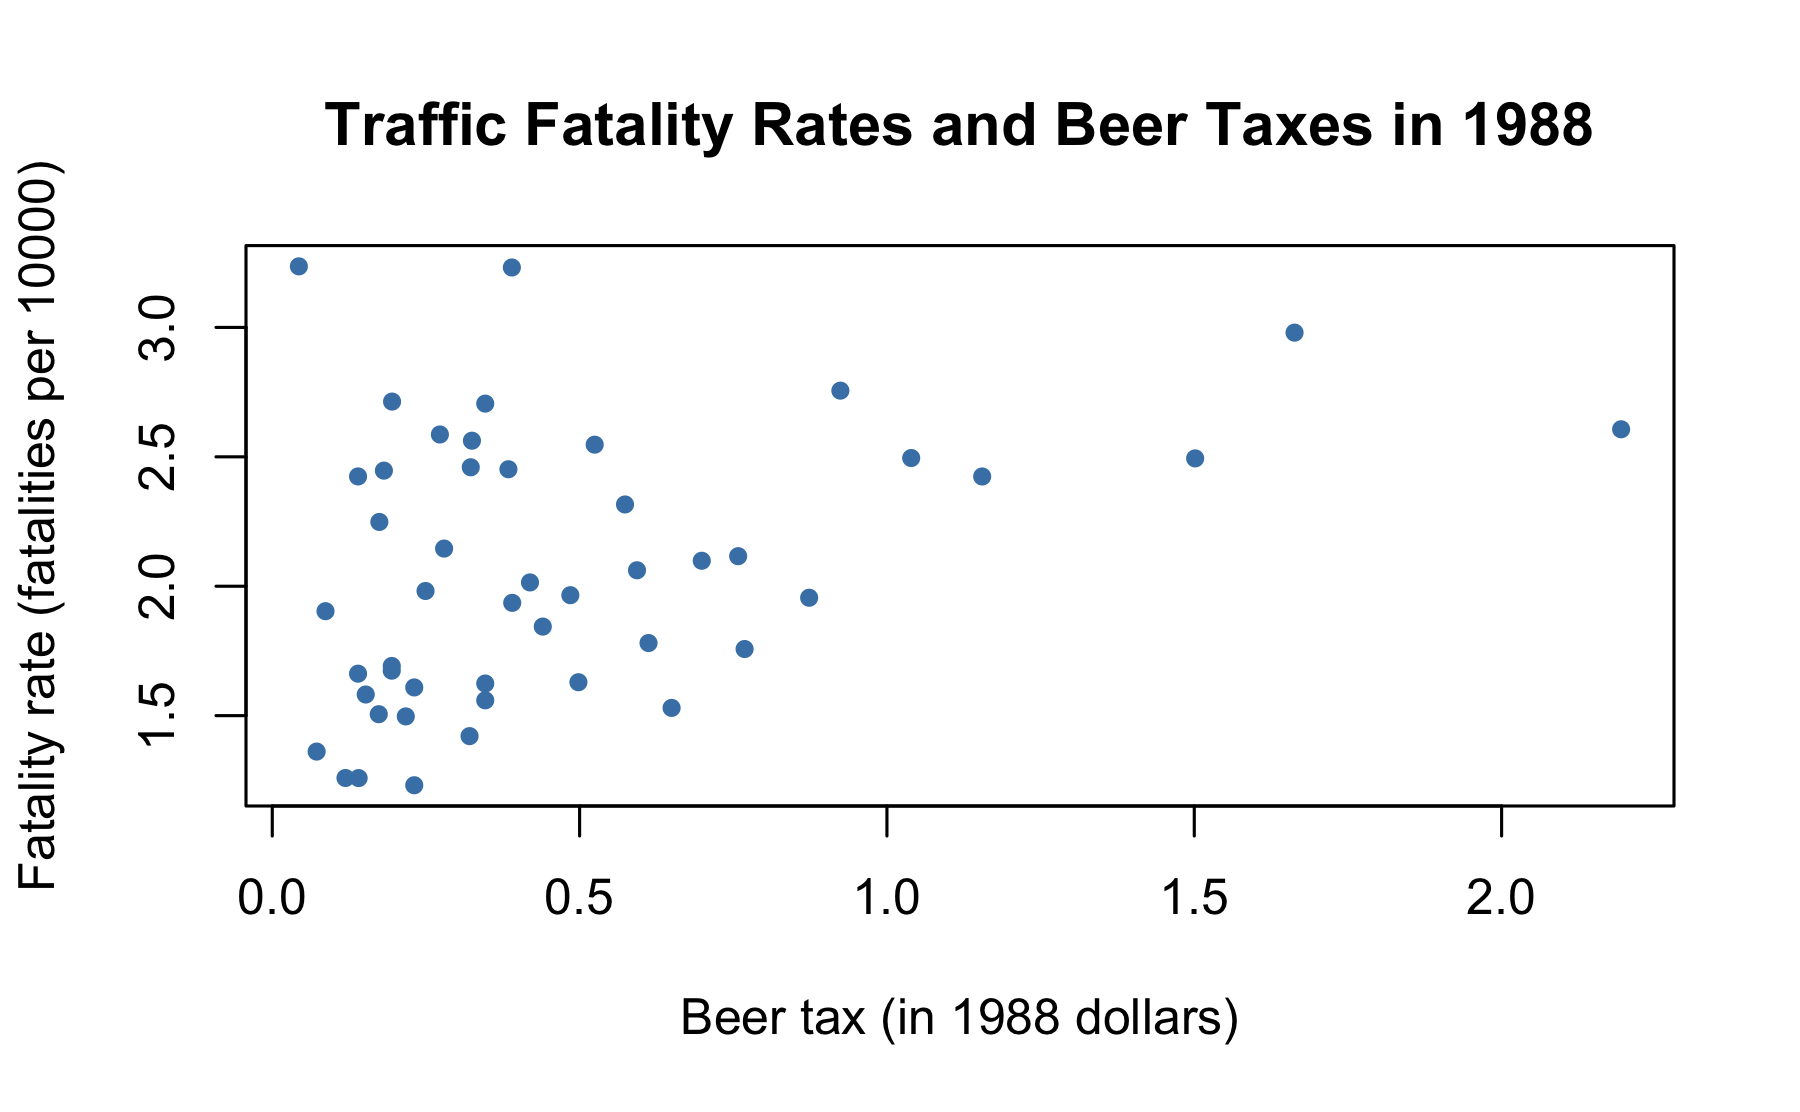 Traffic Fatality Rates and Beer Taxes in 1988
Fatality rate (fatalities per 10000)
3.0
2.5
2.0
1.5
0.0 0.5 1.0 1.5 2.0
Beer tax (in 1988 dollars)